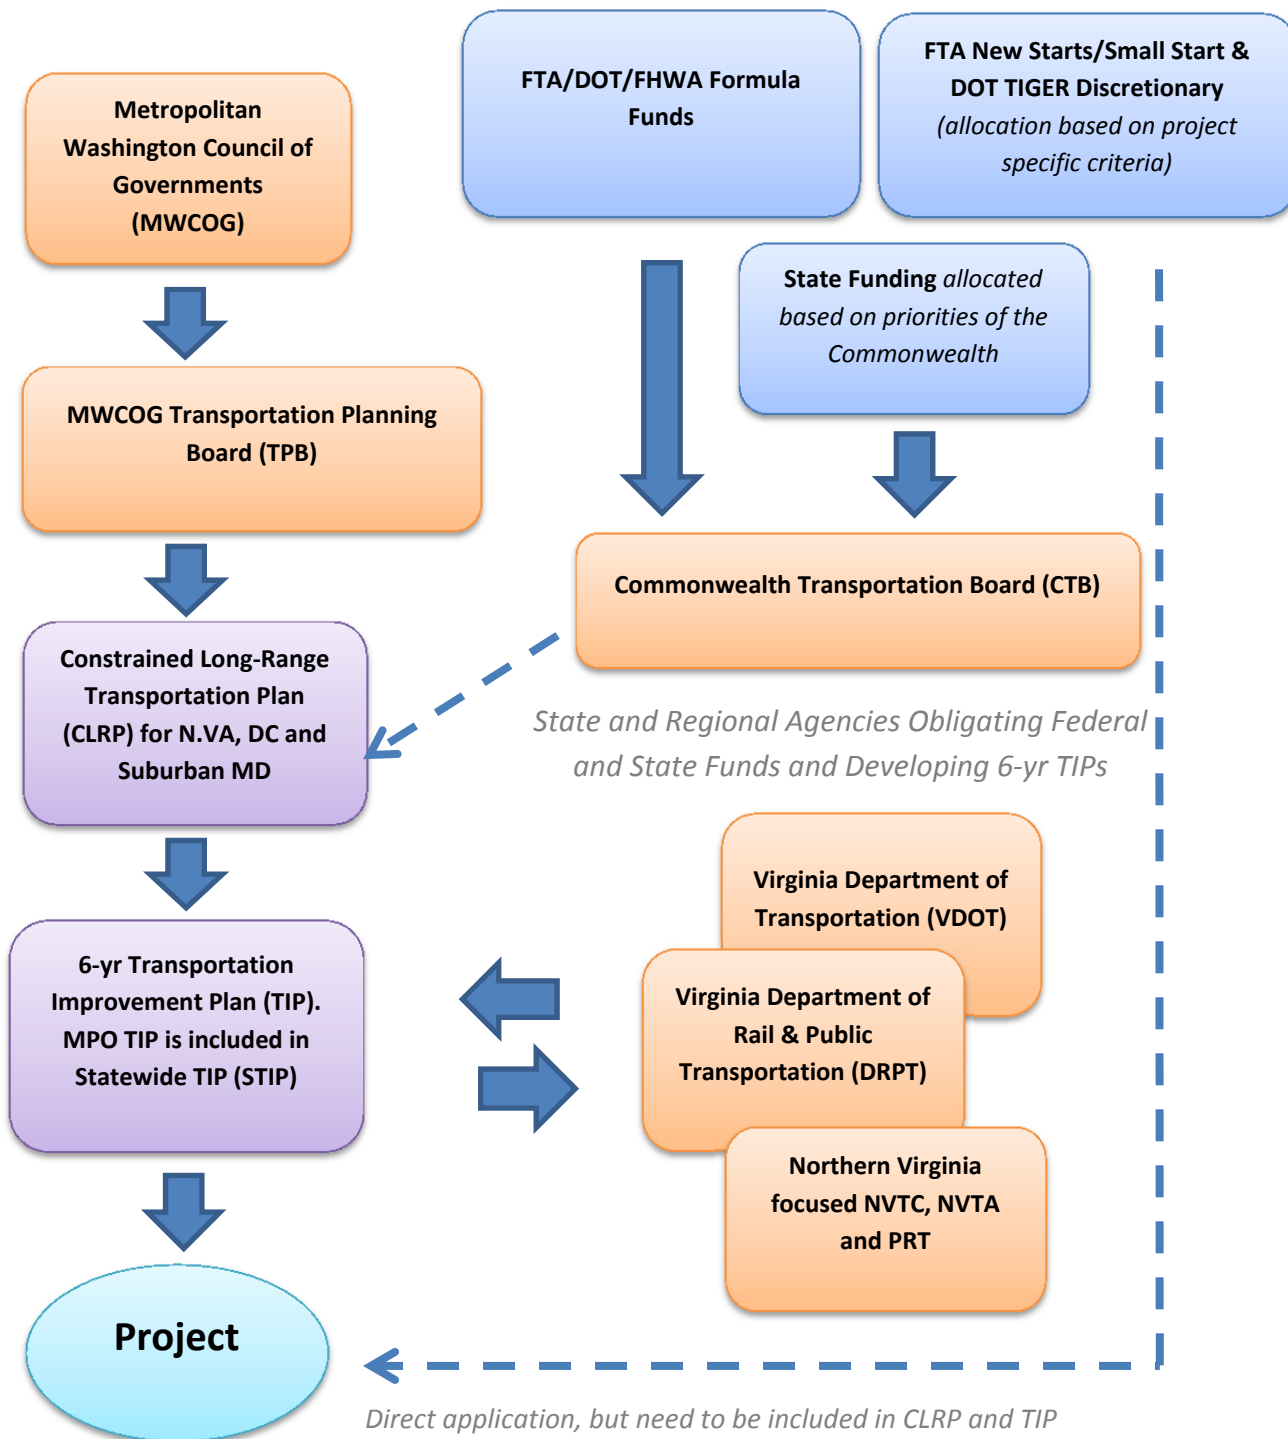 Metropolitan
Washington Council of
Governments
(MWCOG)
FTA/DOT/FHWA Formula
Funds
FTA New Starts/Small Start &
DOT TIGER Discretionary
(allocation based on project
specific criteria)
State Funding allocated
based on priorities of the
Commonwealth
MWCOG Transportation Planning
Board (TPB)
Commonwealth Transportation Board (CTB)
Constrained Long-Range
Transportation Plan
(CLRP) for N.VA, DC and
Suburban MD
State and Regional Agencies Obligating Federal
and State Funds and Developing 6-yr TIPs
Virginia Department of
Transportation (VDOT)
6-yr Transportation
Improvement Plan (TIP).
MPO TIP is included in
Statewide TIP (STIP)
Virginia Department of
Rail & Public
Transportation (DRPT)
Northern Virginia
focused NVTC, NVTA
and PRT
Project
Direct application, but need to be included in CLRP and TIP